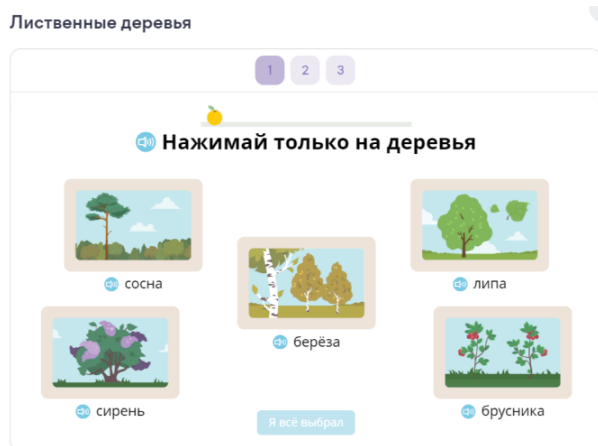 Лиственные деревья
1 2 3
Нажимай только на деревья
сосна
липа
берёза
сирень
брусника
Я всё выбрал